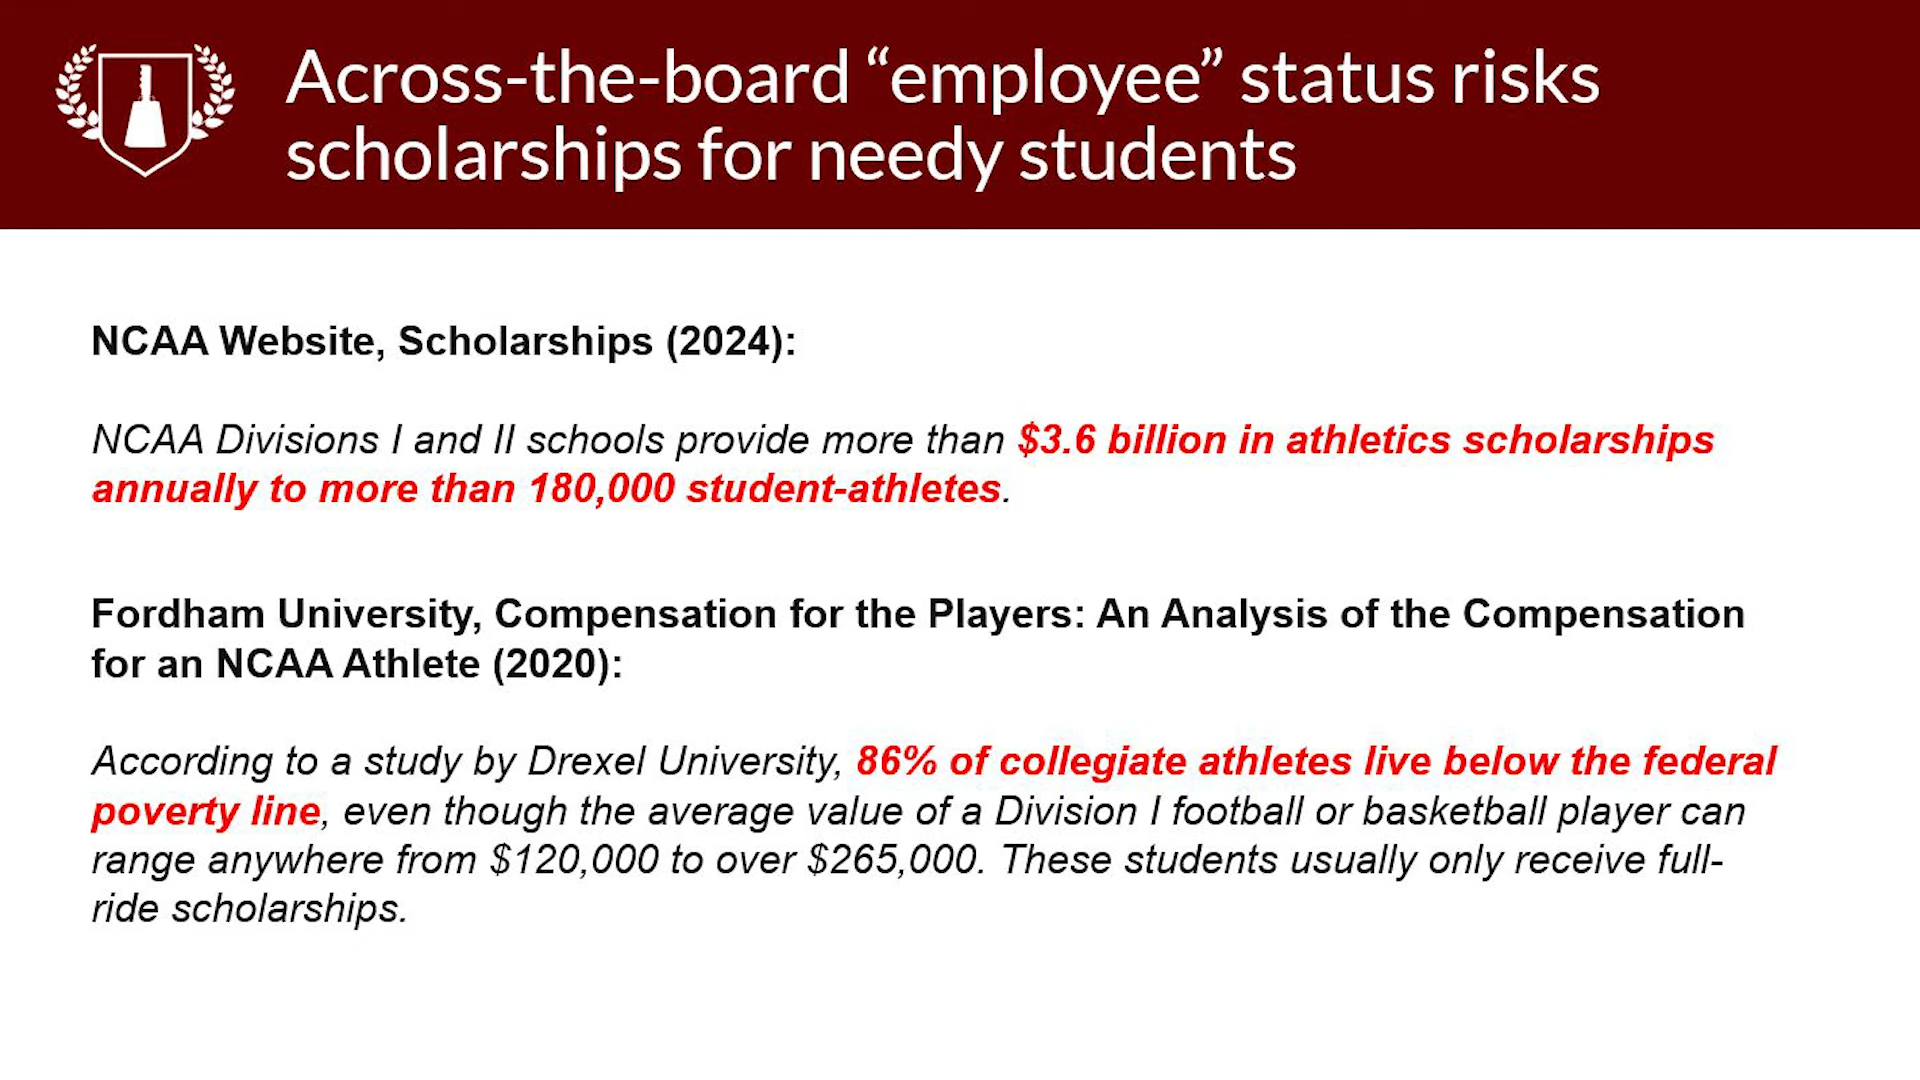 Across-the-board “employee” status risks
scholarships for needy students
NCAA Website, Scholarships (2024):
NCAA Divisions I and II schools provide more than $3.6 billion in athletics scholarships
annually to more than 180,000 student-athletes.
Fordham University, Compensation for the Players: An Analysis of the Compensation
for an NCAA Athlete (2020):
According to a study by Drexel University, 86% of collegiate athletes live below the federal
poverty line, even though the average value of a Division I football or basketball player can
range anywhere from $120,000 to over $265,000. These students usually only receive full-
ride scholarships.